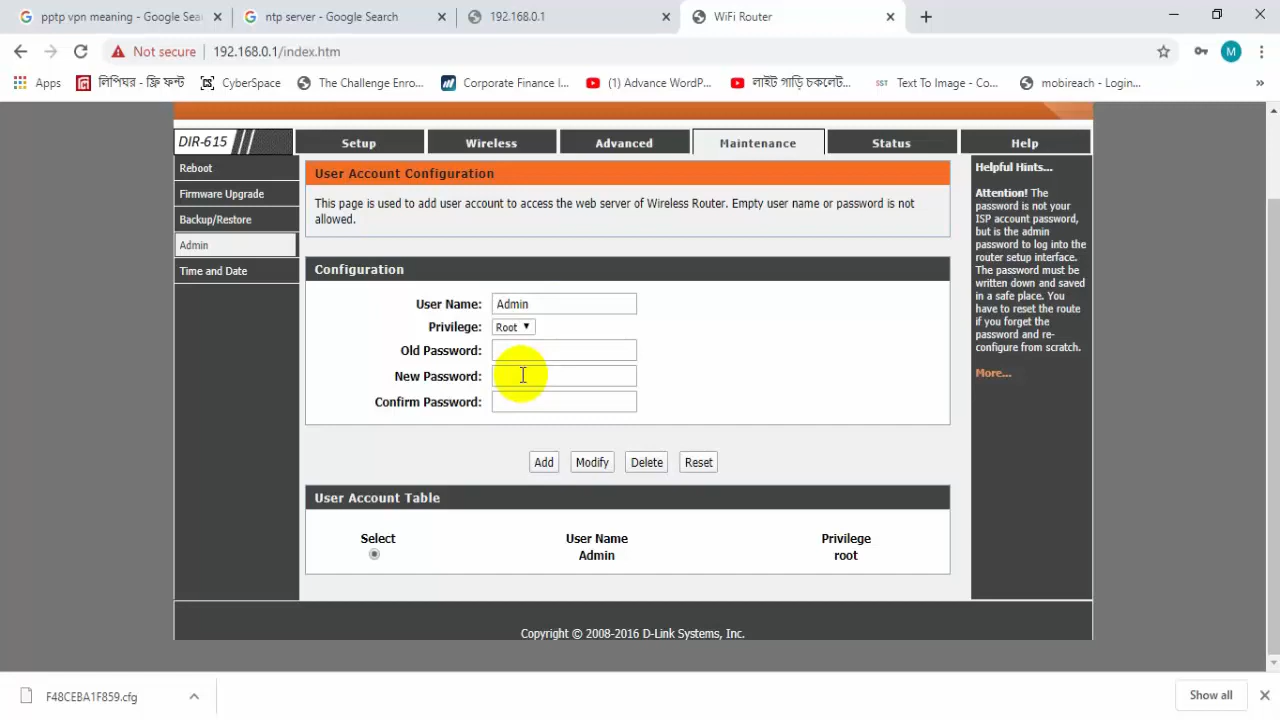 pptp vpn meaning - Google Sea
ntp server - Google Search
192.168.0.1
WiFi Router
Not secure
192.168.0.1/index.htm
M
Apps
লিপিঘর - ফ্রি ফন্ট
CyberSpace
The Challenge Enro...
Corporate Finance I...
(1) Advance WordP...
লাইট গাড়ি চকলেট...
SST
Text To Image - Co...
mobireach - Login...
»
DIR-615
Setup
Wireless
Advanced
Maintenance
Status
Help
Reboot
Firmware Upgrade
Backup/Restore
Admin
Time and Date
User Account Configuration
This page is used to add user account to access the web server of Wireless Router. Empty user name or password is not
allowed.
Configuration
User Name: Admin
Privilege: Root
Old Password:
New Password:
Confirm Password:
Add Modify Delete Reset
User Account Table
Select User Name Privilege
Admin root
Helpful Hints...
Attention! The
password is not your
ISP account password,
but is the admin
password to log into the
router setup interface.
The password must be
written down and saved
in a safe place. You
have to reset the route
if you forget the
password and re-
configure from scratch.
More...
Copyright © 2008-2016 D-Link Systems, Inc.
F48CEBA1F859.cfg
Show all